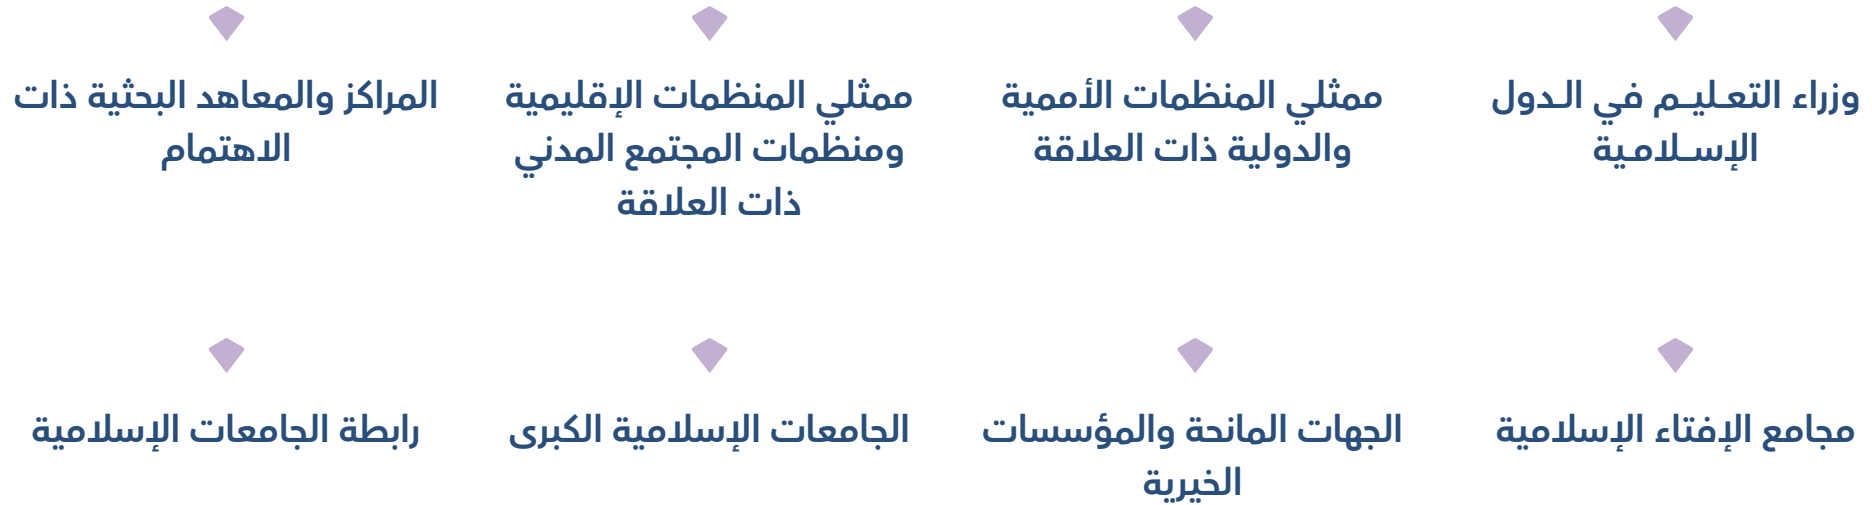 وزراء التعليم في الدول
الإسلامية
ممثلي المنظمات الأممية
والدولية ذات العلاقة
ممثلي المنظمات الإقليمية
ومنظمات المجتمع المدني
ذات العلاقة
المراكز والمعاهد البحثية ذات
الاهتمام
مجامع الإفتاء الإسلامية
الجهات المانحة والمؤسسات
الخيرية
الجامعات الإسلامية الكبرى
رابطة الجامعات الإسلامية